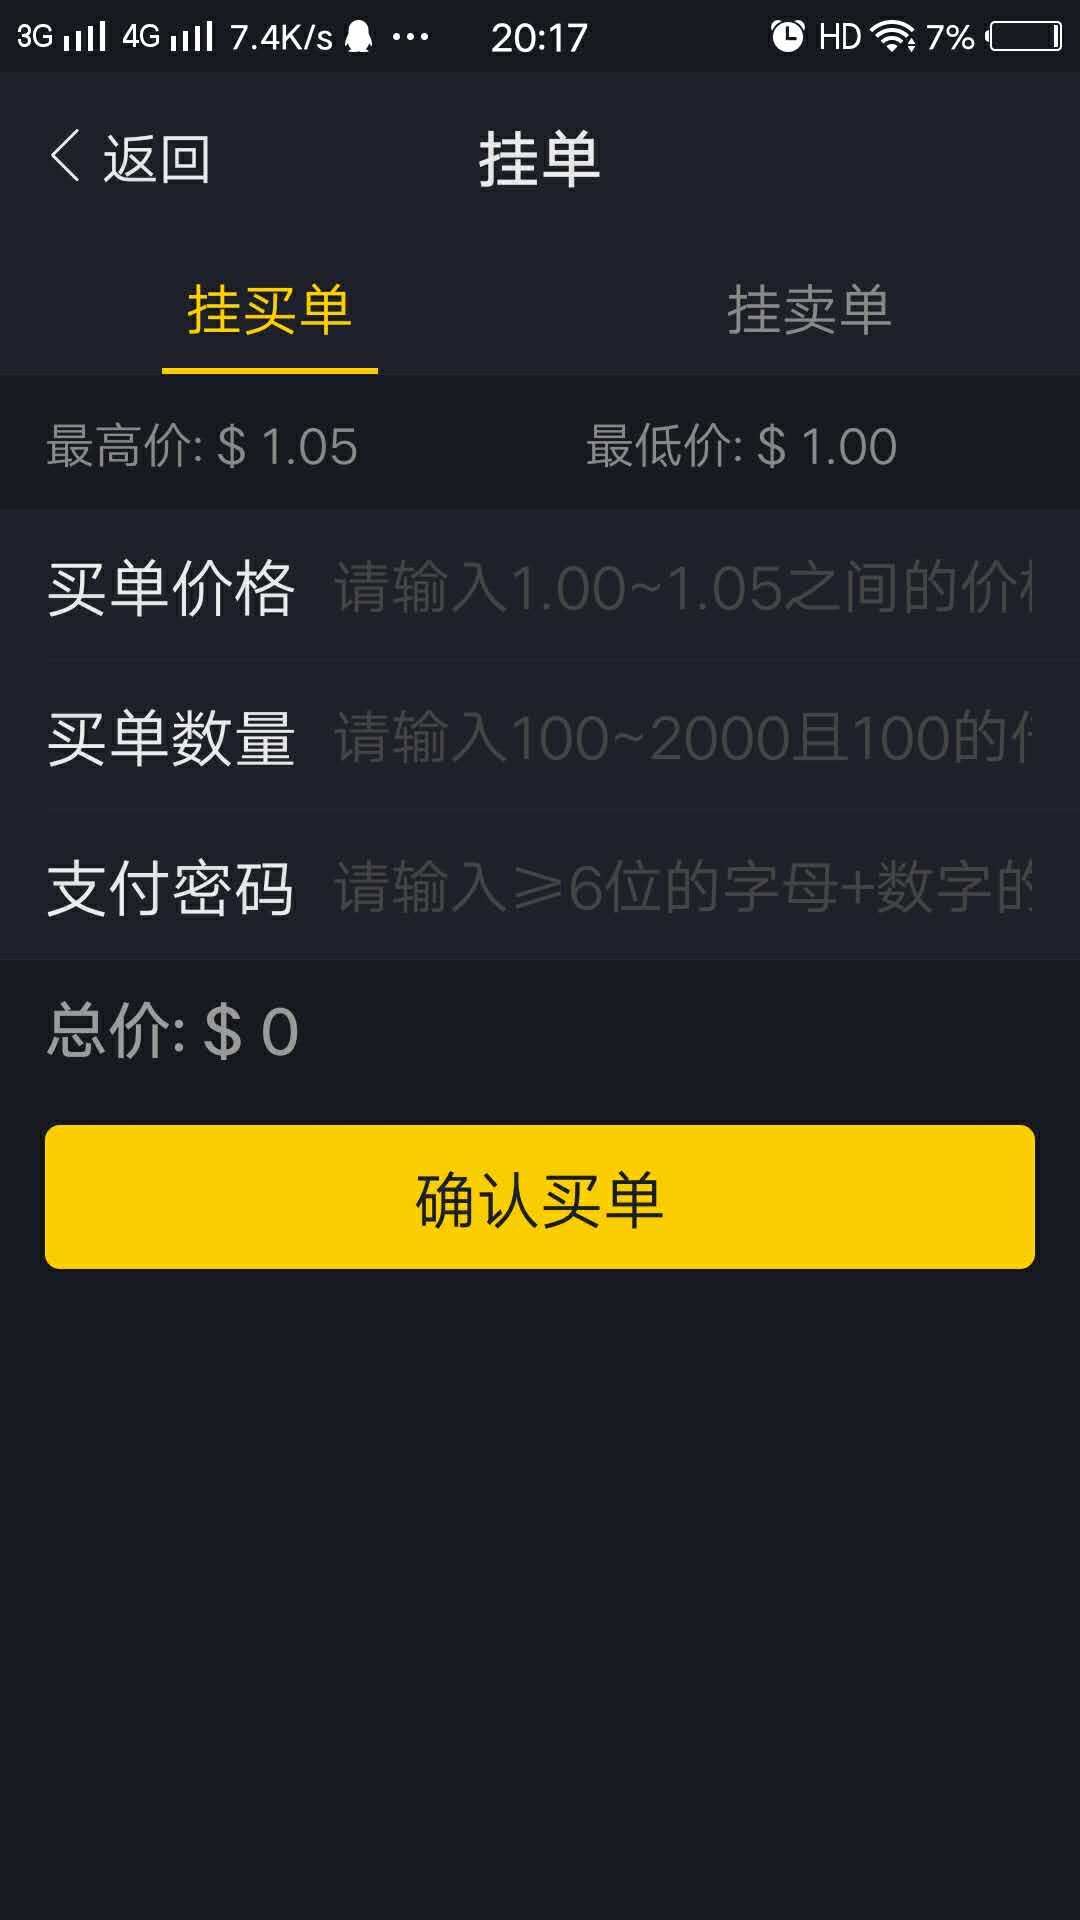 3G 4G 7.4K/s ... 20:17 HD 7%
返回 挂单
挂买单 挂卖单
最高价: $ 1.05 最低价: $ 1.00
买单价格 请输入1.00~1.05之间的价
买单数量 请输入100~2000且100的
支付密码 请输入≥6位的字母+数字的
总价: $ 0
确认买单